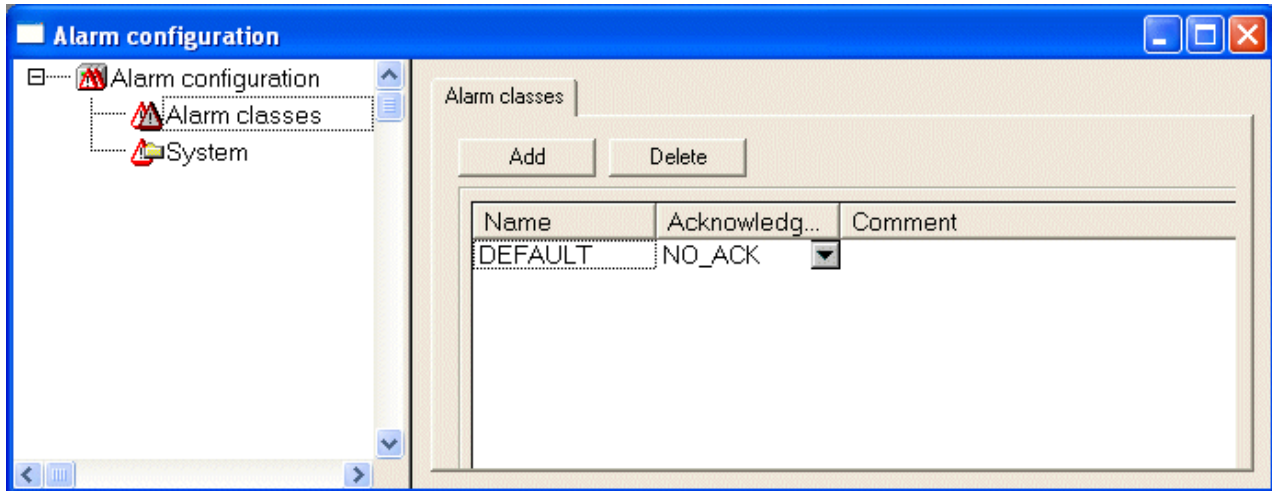 Alarm configuration
Alarm configuration
Alarm classes
System
Alarm classes
Add Delete
Name Acknowledg... Comment
DEFAULT NO_ACK